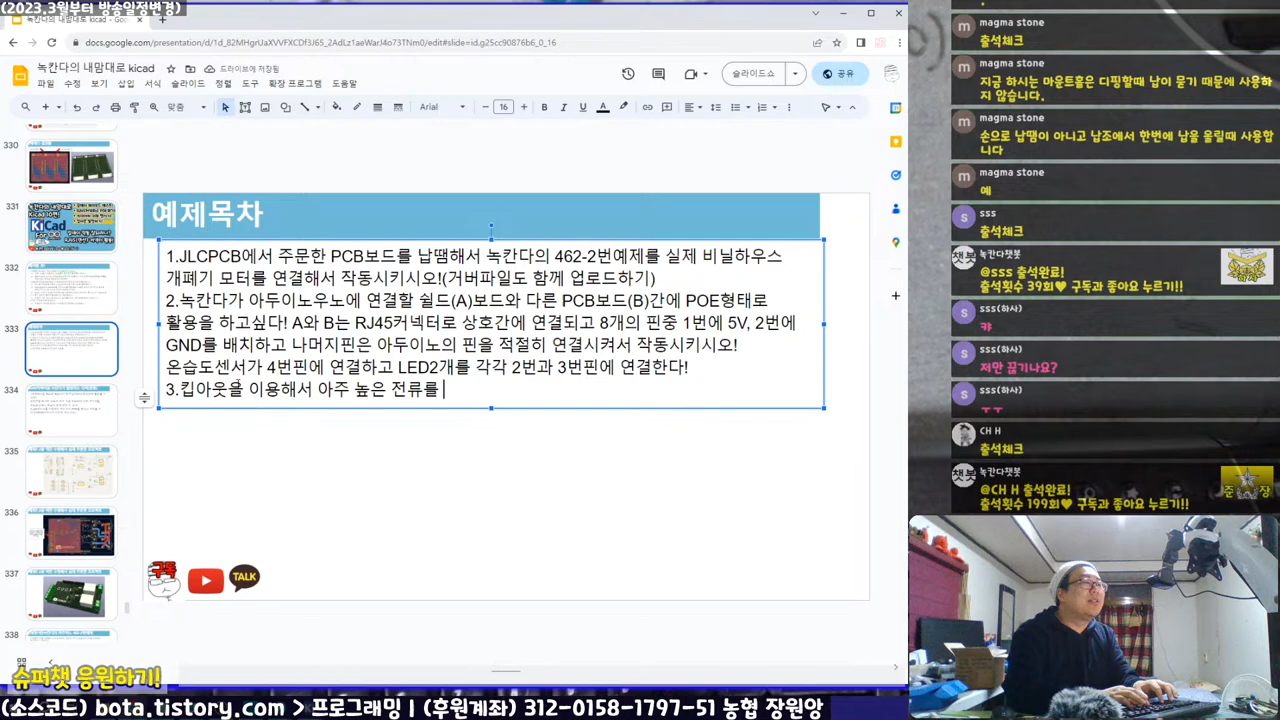 (2023.3월부터 방송일정변경)
녹칸다의 내맘대로 kicad - Go
docs.google.com/presentation/d/1d_82MHgrUxrW
edit#slide=id.g25cc90876b6_0_16
녹칸다의 내맘대로 kicad
드라이브에
파일 수정 보기 삽입
슬라이드 정렬 도구 확장 프로그램 도움말
슬라이드쇼
공유
맞춤
Arial
16
330
331
332
333
334
335
336
337
338
예제목차
1.JLCPCB에서 주문한 PCB보드를 납땜해서 녹칸다의 462-2번예제를 실제 비닐하우스
개폐기 모터를 연결해서 작동시키시오!(거버파일도 함께 업로드하기)
2.녹칸다가 아두이노우노에 연결할 쉴드(A)보드와 다른 PCB보드(B)간에 POE형태로
활용을 하고싶다! A와 B는 RJ45커넥터로 상호간에 연결되고 8개의 핀중 1번에 5V, 2번에
GND를 배치하고 나머지핀은 아두이노의 핀을 적절히 연결시켜서 작동시키시오!
온습도센서가 4번핀에 연결하고 LED2개를 각각 2번과 3번핀에 연결한다!
3.킵아웃을 이용해서 아주 높은 전류를
구독
TALK
magma stone
출석체크
magma stone
지금 하시는 마운트홀은 디핑할때 납이 묻기 때문에 사용하
지 않습니다.
magma stone
손으로 납땜이 아니고 납조에서 한번에 납을 올릴때 사용합
니다
magma stone
예
sss
출석체크
녹칸다챗봇
@sss 출석완료!
출석횟수 39회♥ 구독과 좋아요 누르기!!
sss(하사)
캬
sss(하사)
저만 끊기나요?
sss(하사)
ㅜㅜ
CH H
출석체크
녹칸다챗봇
@CH H 출석완료!
출석횟수 199회♥ 구독과 좋아요 누르기!!
준 장
슈퍼챗 응원하기!
(소스코드) bota.tistory.com > 프로그래밍 | (후원계좌) 312-0158-1797-51 농협 장원앙